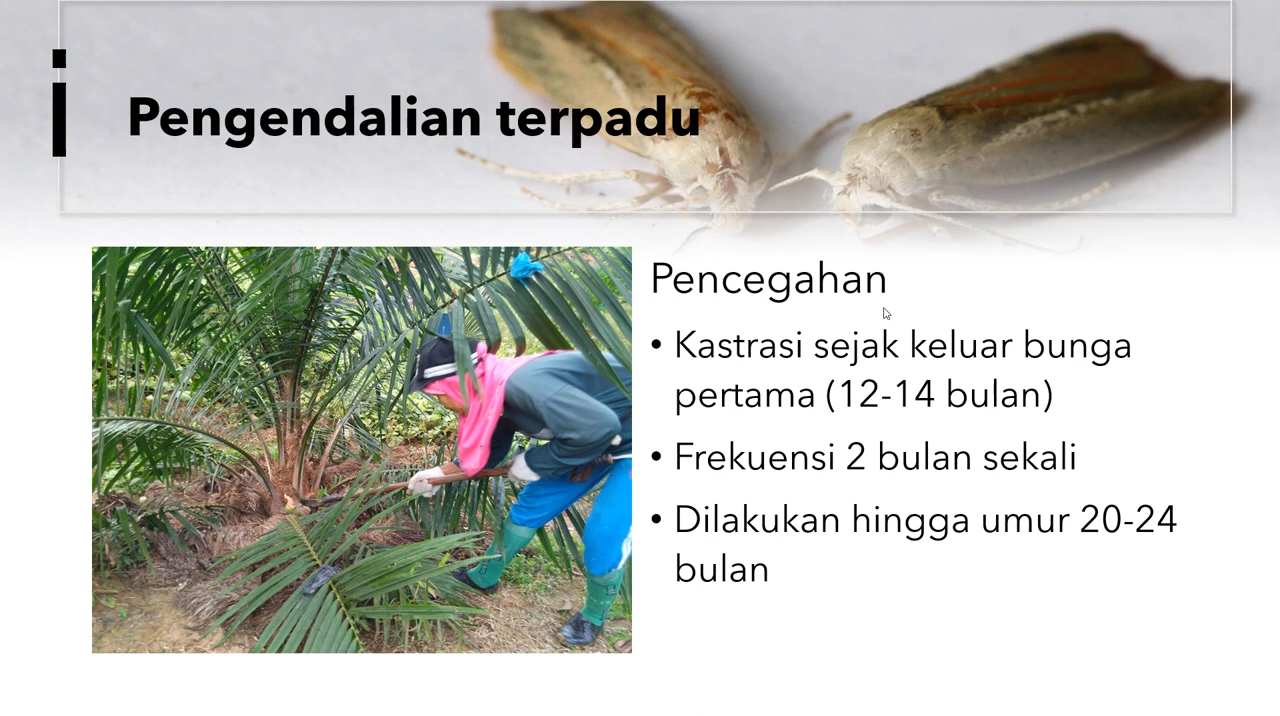 Pengendalian terpadu
Pencegahan
• Kastrasi sejak keluar bunga
pertama (12-14 bulan)
• Frekuensi 2 bulan sekali
• Dilakukan hingga umur 20-24
bulan